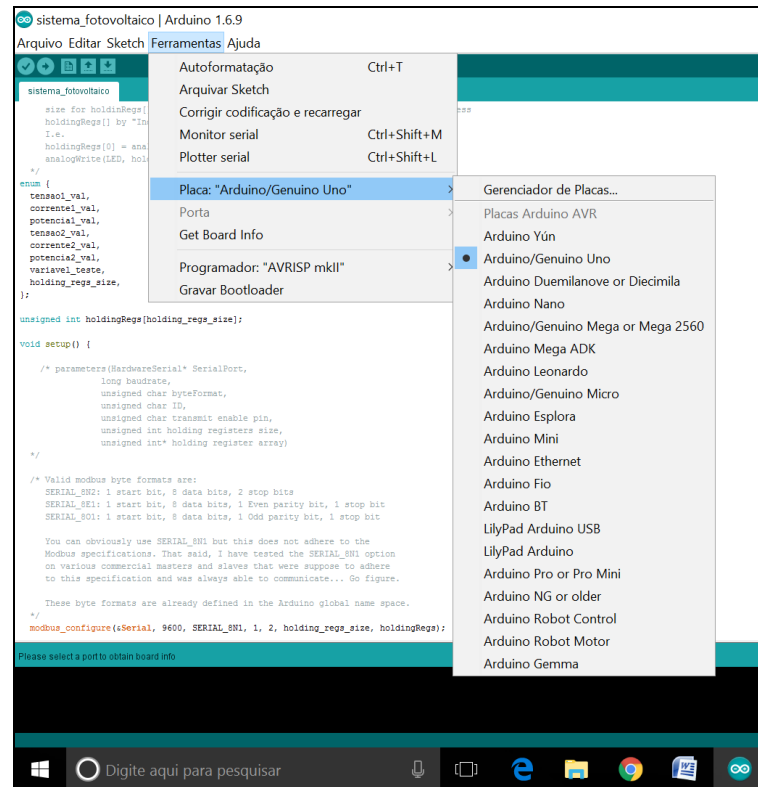 sistema_fotovoltaico | Arduino 1.6.9
Arquivo Editar Sketch Ferramentas Ajuda
sistema_fotovoltaico
Autoformatação Ctrl+T
Arquivar Sketch
Corrigir codificação e recarregar
Monitor serial Ctrl+Shift+M
Plotter serial Ctrl+Shift+L
Placa: "Arduino/Genuino Uno"
Porta
Get Board Info
Programador: "AVRISP mkII"
Gravar Bootloader
Gerenciador de Placas...
Placas Arduino AVR
Arduino Yún
Arduino/Genuino Uno
Arduino Duemilanove or Diecimila
Arduino Nano
Arduino/Genuino Mega or Mega 2560
Arduino Mega ADK
Arduino Leonardo
Arduino/Genuino Micro
Arduino Esplora
Arduino Mini
Arduino Ethernet
Arduino Fio
Arduino BT
LilyPad Arduino USB
LilyPad Arduino
Arduino Pro or Pro Mini
Arduino NG or older
Arduino Robot Control
Arduino Robot Motor
Arduino Gemma
size for holdinRegs[
holdingRegs[] by "In
I.e.
holdingRegs[0] = ana
analogWrite(LED, hol
*/
enum {
tensao1_val,
corrente1_val,
potencia1_val,
tensao2_val,
corrente2_val,
potencia2_val,
variavel_teste,
holding_regs_size,
};
unsigned int holdingRegs[holding_regs_size];
void setup() {
/* parameters(HardwareSerial* SerialPort,
long baudrate,
unsigned char byteFormat,
unsigned char ID,
unsigned char transmit enable pin,
unsigned int holding registers size,
unsigned int* holding register array)
*/
/* Valid modbus byte formats are:
SERIAL_8N2: 1 start bit, 8 data bits, 2 stop bits
SERIAL_8E1: 1 start bit, 8 data bits, 1 Even parity bit, 1 stop bit
SERIAL_8O1: 1 start bit, 8 data bits, 1 Odd parity bit, 1 stop bit
You can obviously use SERIAL_8N1 but this does not adhere to the
Modbus specifications. That said, I have tested the SERIAL_8N1 option
on various commercial masters and slaves that were suppose to adhere
to this specification and was always able to communicate... Go figure.
These byte formats are already defined in the Arduino global name space.
*/
modbus_configure(&Serial, 9600, SERIAL_8N1, 1, 2, holding_regs_size, holdingRegs);
Please select a port to obtain board info
Digite aqui para pesquisar